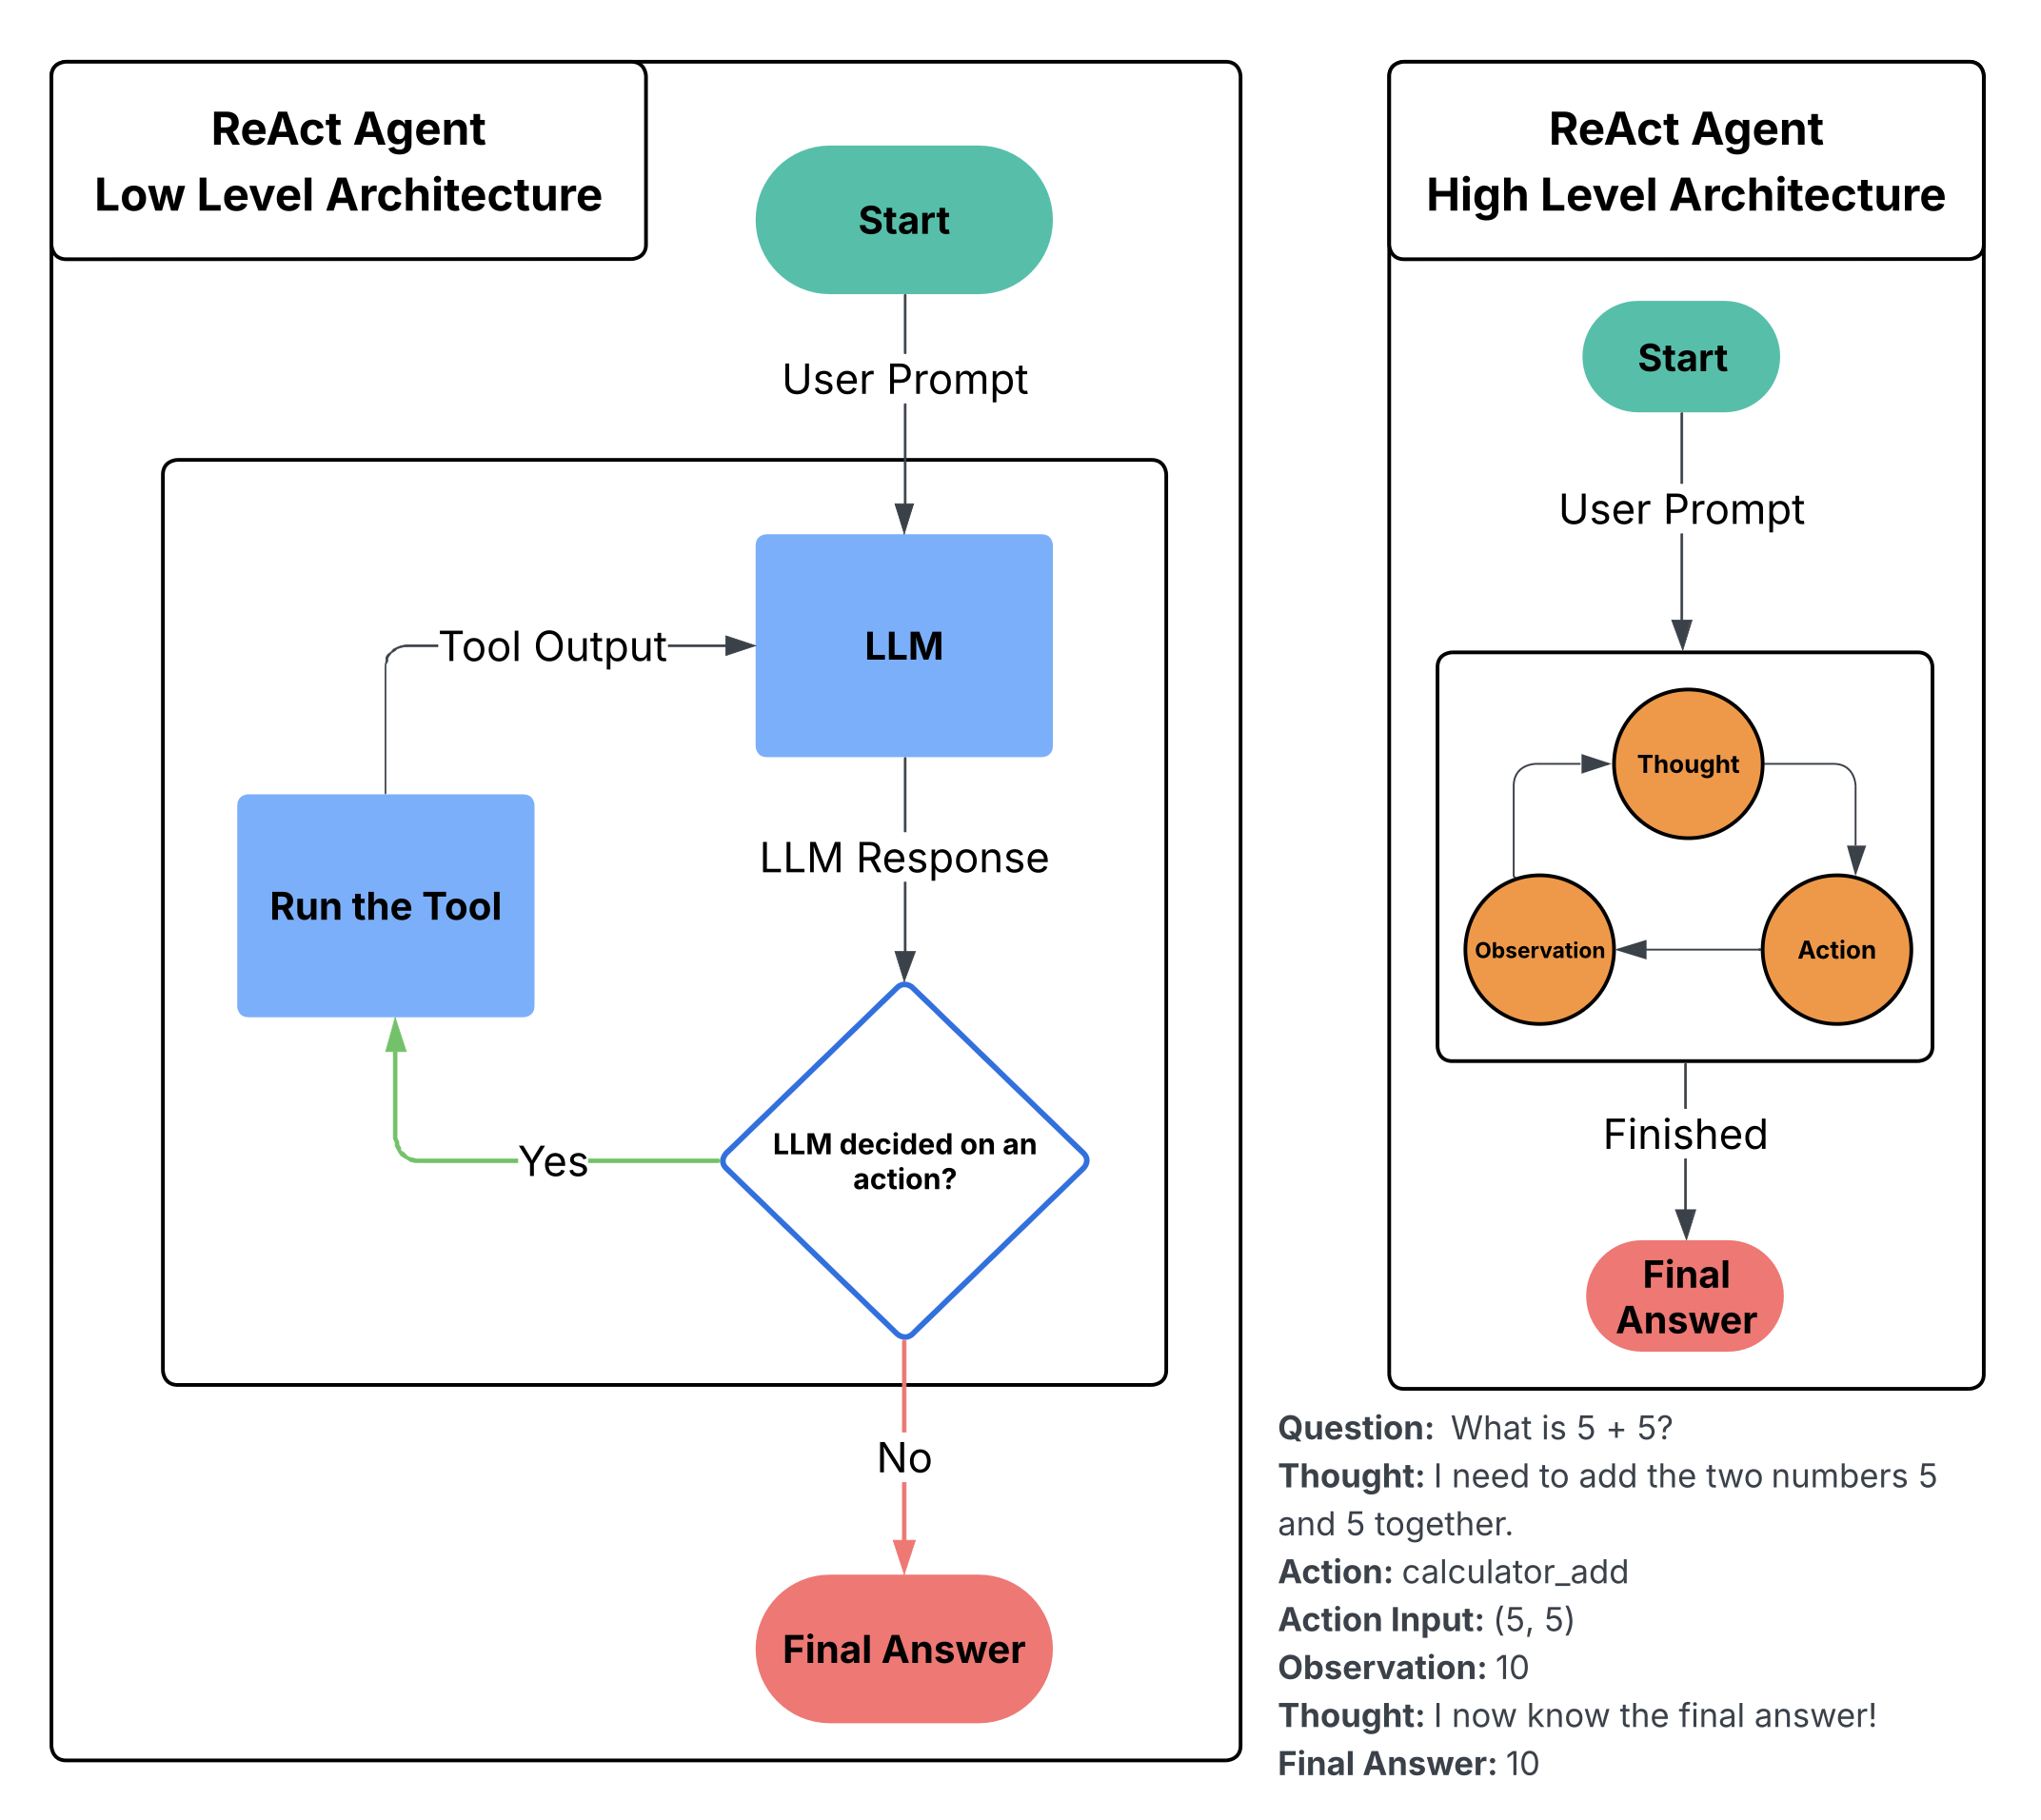 ReAct Agent
Low Level Architecture
Start
User Prompt
LLM
Tool Output
LLM Response
Run the Tool
LLM decided on an
action?
Yes
No
Final Answer
ReAct Agent
High Level Architecture
Start
User Prompt
Thought
Observation
Action
Finished
Final
Answer
Question:  What is 5 + 5?
Thought: I need to add the two numbers 5
and 5 together.
Action: calculator_add
Action Input: (5, 5)
Observation: 10
Thought: I now know the final answer!
Final Answer: 10